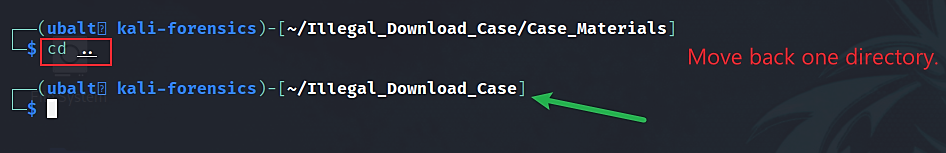 ┌──(ubalt㉿ kali-forensics)-[~/Illegal_Download_Case/Case_Materials]
└─$ cd ..
Move back one directory.
┌──(ubalt㉿ kali-forensics)-[~/Illegal_Download_Case]
└─$